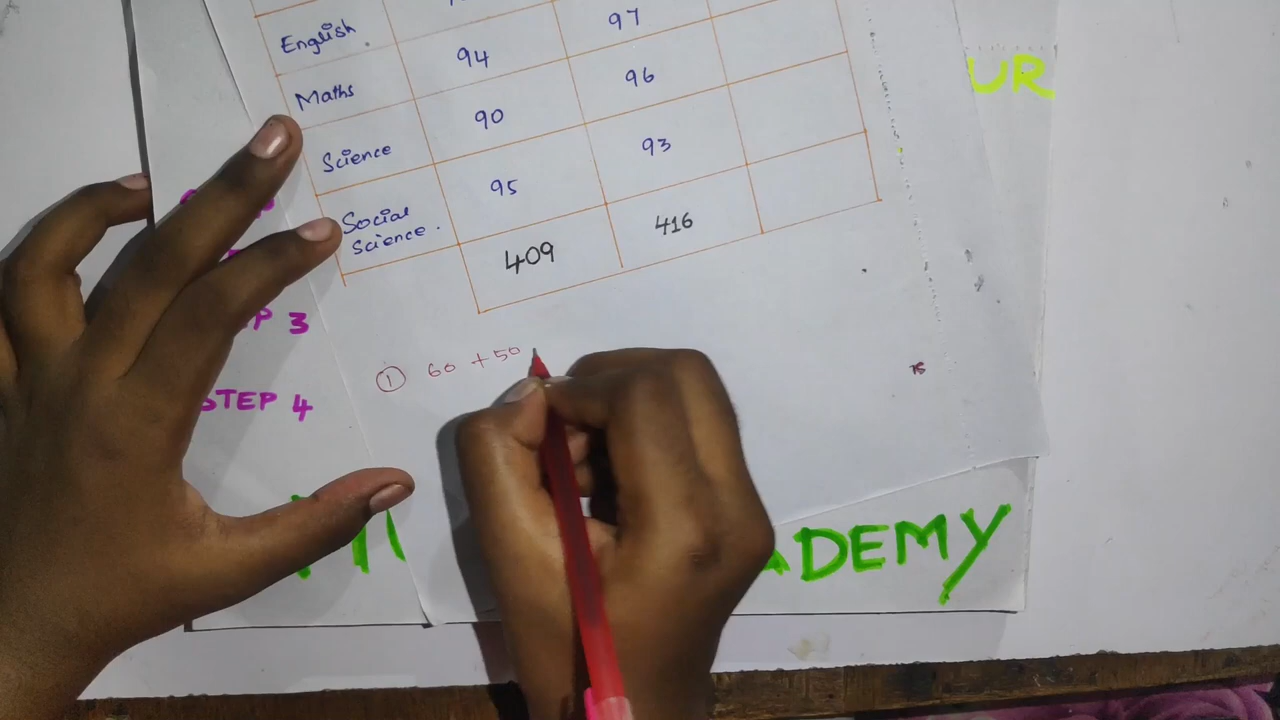 English 97
Maths 94 96
Science 90 93
Social Science . 95 416
409
① 60 + 50
UR
3
STEP 4
ADEMY